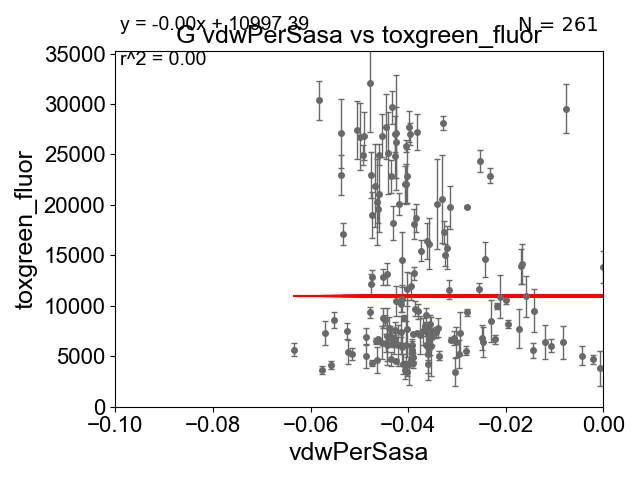 y = -0.00x + 10997.39
N = 261
G vdwPerSasa vs toxgreen_fluor
r^2 = 0.00
35000
30000
25000
20000
15000
10000
5000
0
toxgreen_fluor
−0.10 −0.08 −0.06 −0.04 −0.02 0.00
vdwPerSasa